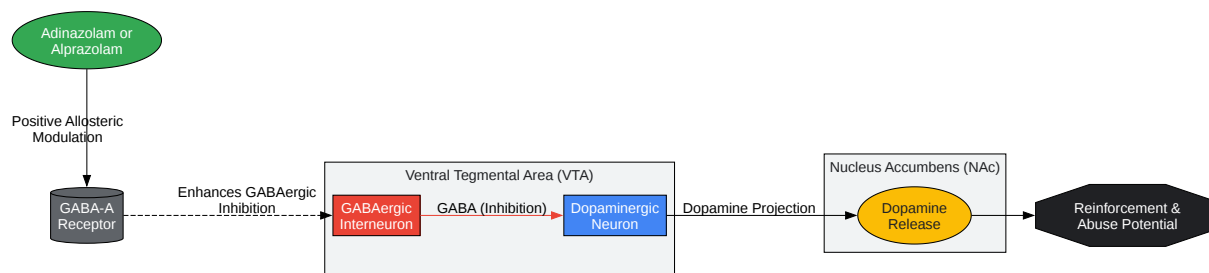 Adinazolam or
Alprazolam
Positive Allosteric
Modulation
GABA-A
Receptor
Enhances GABAergic
Inhibition
Ventral Tegmental Area (VTA)
GABAergic
Interneuron
GABA (Inhibition)
Dopaminergic
Neuron
Dopamine Projection
Nucleus Accumbens (NAc)
Dopamine
Release
Reinforcement &
Abuse Potential